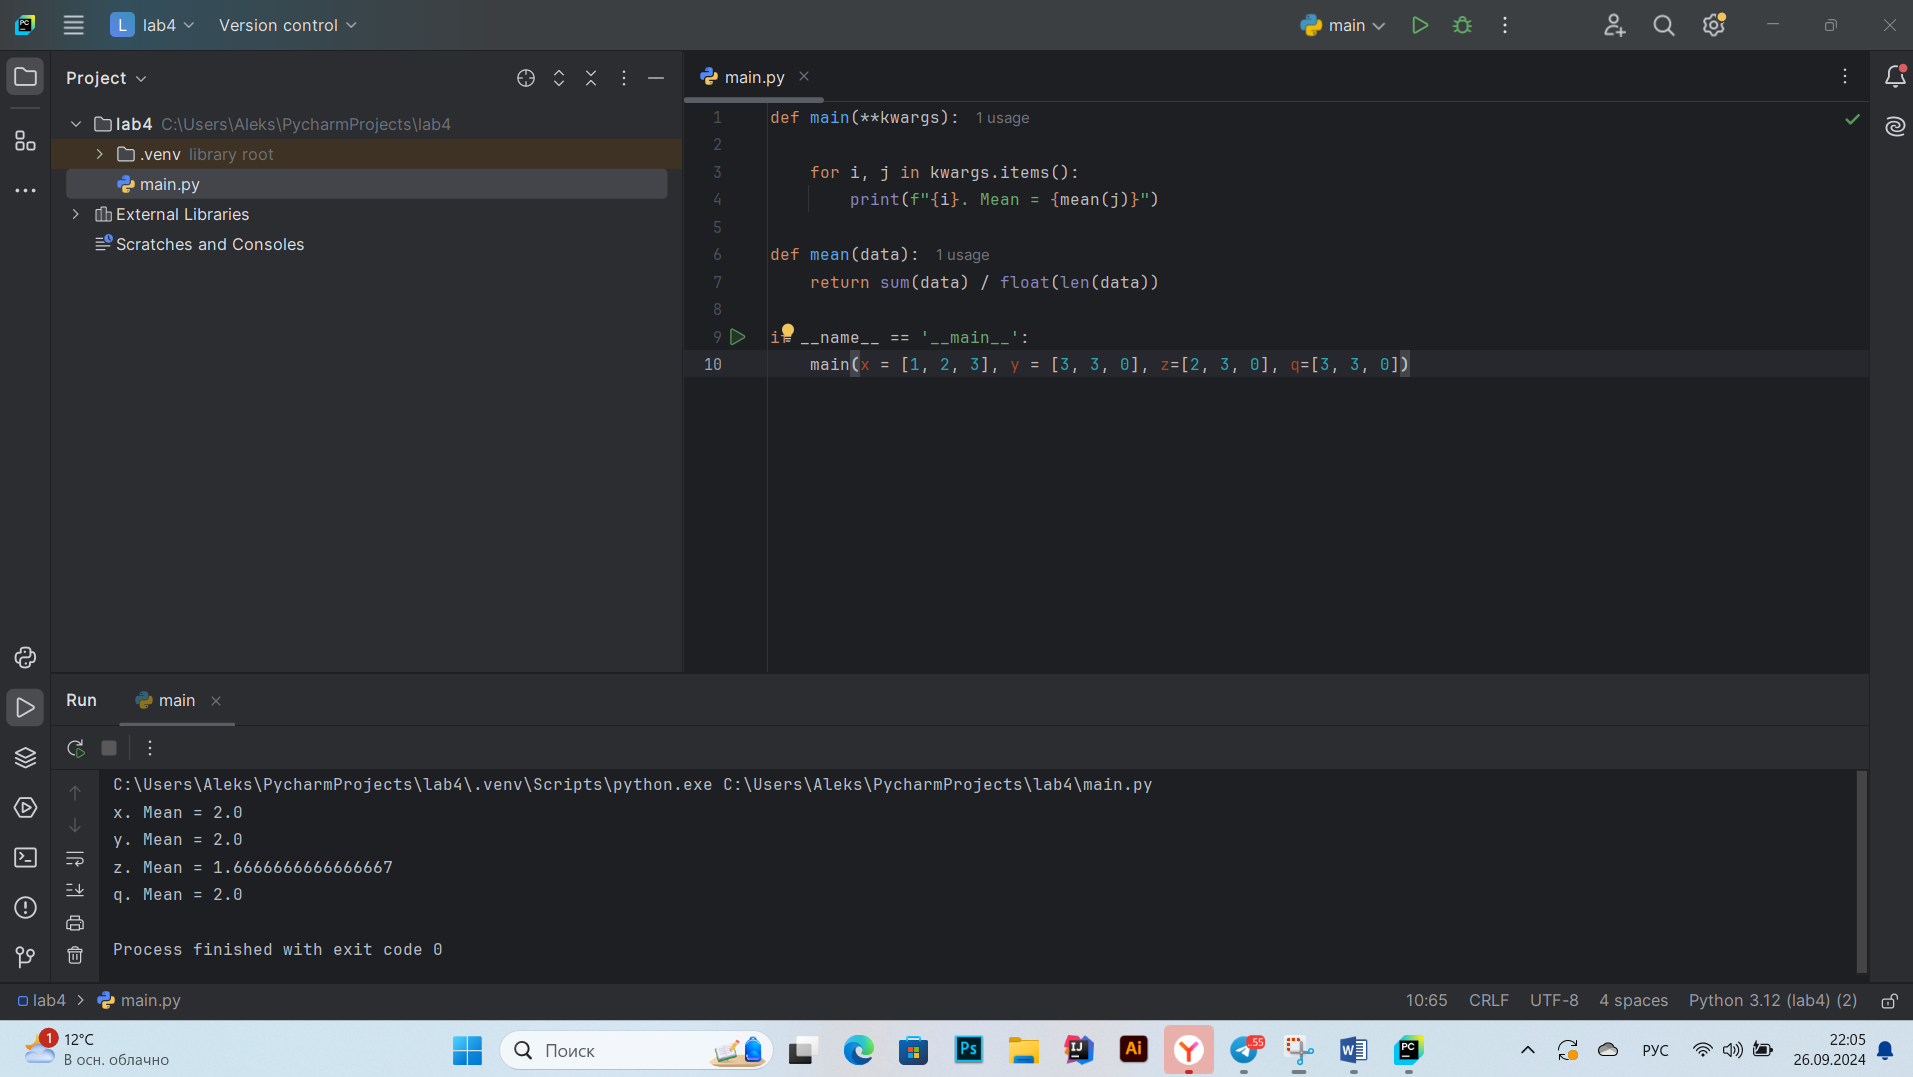 L lab4 Version control main
Project
lab4 C:\Users\Aleks\PycharmProjects\lab4
.venv library root
main.py
External Libraries
Scratches and Consoles
main.py
1 def main(**kwargs): 1 usage
2
3 for i, j in kwargs.items():
4 print(f"{i}. Mean = {mean(j)}")
5
6 def mean(data): 1 usage
7 return sum(data) / float(len(data))
8
9 if __name__ == '__main__':
10 main(x = [1, 2, 3], y = [3, 3, 0], z=[2, 3, 0], q=[3, 3, 0])
Run main
C:\Users\Aleks\PycharmProjects\lab4\.venv\Scripts\python.exe C:\Users\Aleks\PycharmProjects\lab4\main.py
x. Mean = 2.0
y. Mean = 2.0
z. Mean = 1.6666666666666667
q. Mean = 2.0
Process finished with exit code 0
lab4 > main.py 10:65 CRLF UTF-8 4 spaces Python 3.12 (lab4) (2)
1 12°C
В осн. облачно
Поиск
Ps
IJ
Ai
Y
55
W
PC
РУС
22:05
26.09.2024